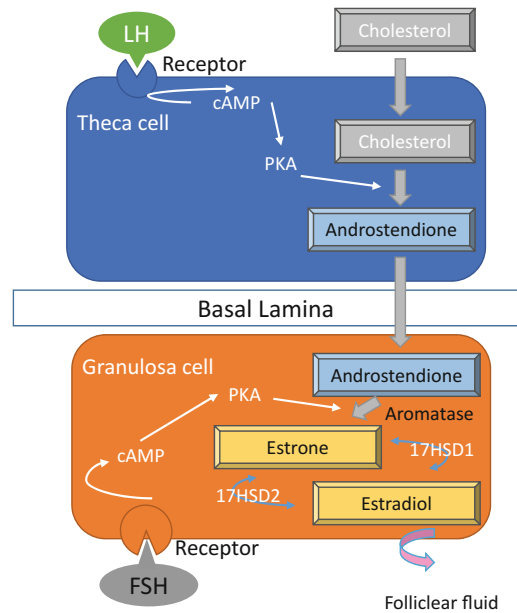 LH
Cholesterol
Receptor
cAMP
Theca cell
Cholesterol
PKA
Androstendione
Basal Lamina
Granulosa cell
Androstendione
PKA
Aromatase
Estrone
17HSD1
cAMP
17HSD2
Estradiol
Receptor
FSH
Folliclear fluid